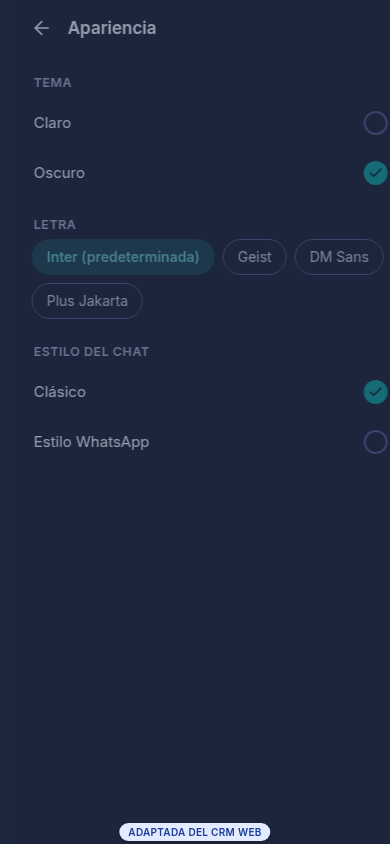 Apariencia
TEMA
Claro
Oscuro
LETRA
Inter (predeterminada) Geist DM Sans
Plus Jakarta
ESTILO DEL CHAT
Clásico
Estilo WhatsApp
ADAPTADA DEL CRM WEB